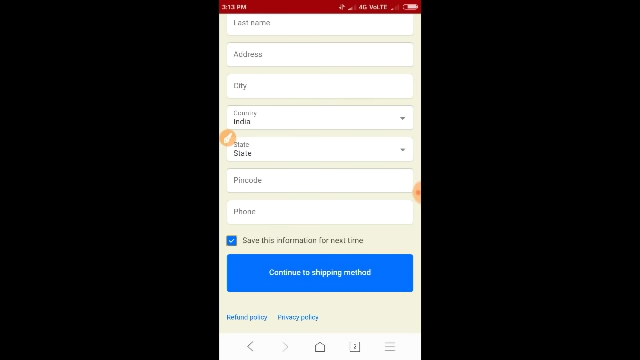 3:13 PM
4G VoLTE
Last name
Address
City
Country
India
State
State
Pincode
Phone
Save this information for next time
Continue to shipping method
Refund policy Privacy policy
2